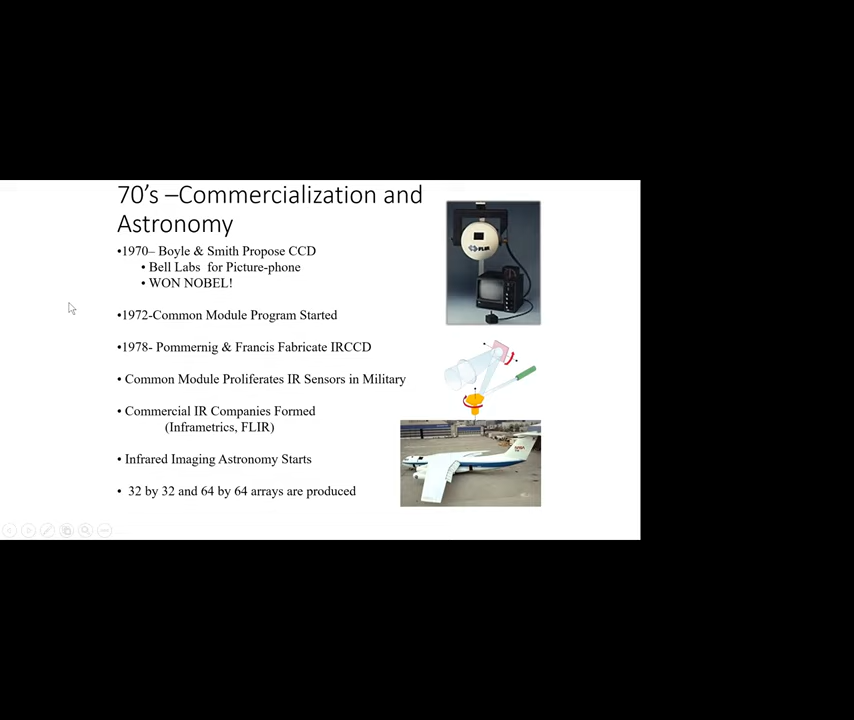 70's –Commercialization and
Astronomy
•1970– Boyle & Smith Propose CCD
• Bell Labs for Picture-phone
• WON NOBEL!
•1972-Common Module Program Started
•1978- Pommernig & Francis Fabricate IRCCD
• Common Module Proliferates IR Sensors in Military
• Commercial IR Companies Formed
(Inframetrics, FLIR)
• Infrared Imaging Astronomy Starts
• 32 by 32 and 64 by 64 arrays are produced
FLIR
NASA